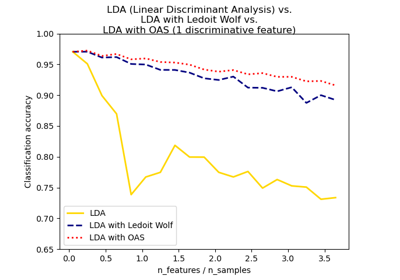 LDA (Linear Discriminant Analysis) vs.
LDA with Ledoit Wolf vs.
LDA with OAS (1 discriminative feature)
1.00
0.95
0.90
0.85
0.80
0.75
0.70
0.65
Classification accuracy
LDA
LDA with Ledoit Wolf
LDA with OAS
0.0 0.5 1.0 1.5 2.0 2.5 3.0 3.5
n_features / n_samples